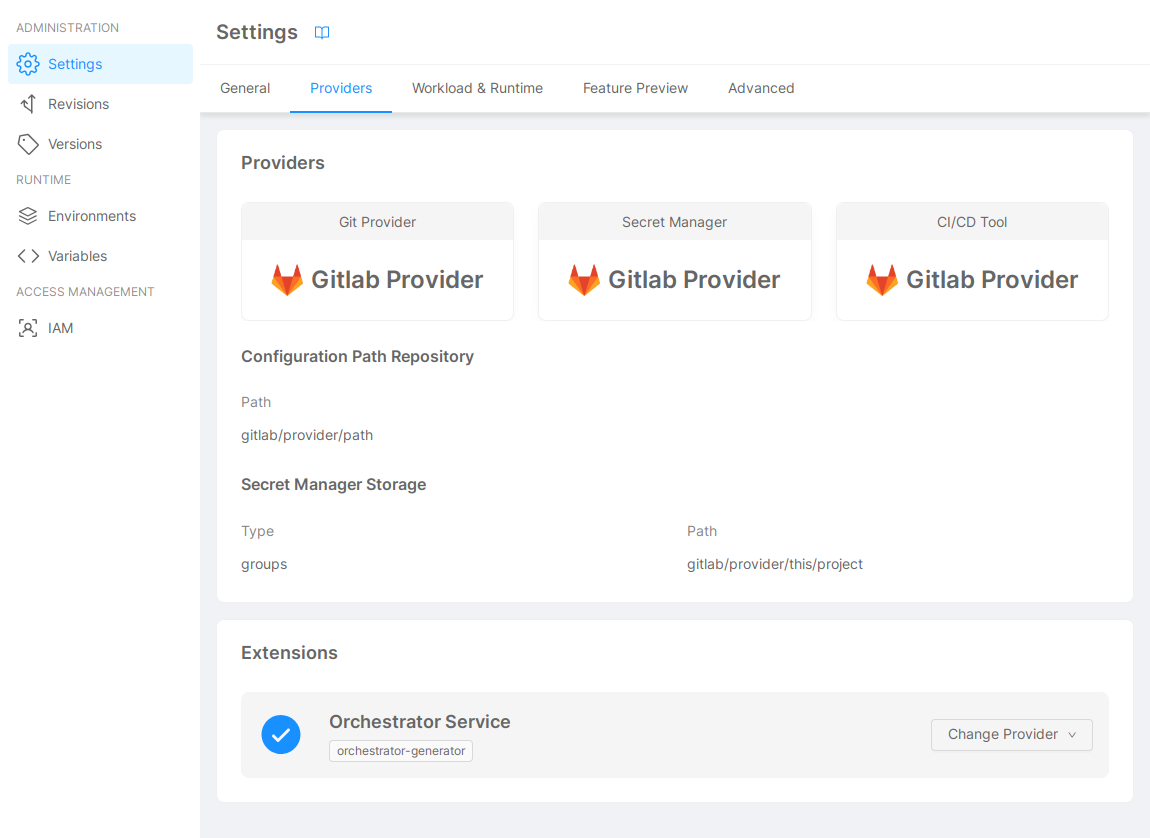 ADMINISTRATION
Settings
Revisions
Versions
RUNTIME
Environments
Variables
ACCESS MANAGEMENT
IAM
Settings
General Providers Workload & Runtime Feature Preview Advanced
Providers
Git Provider Secret Manager CI/CD Tool
Gitlab Provider Gitlab Provider Gitlab Provider
Configuration Path Repository
Path
gitlab/provider/path
Secret Manager Storage
Type Path
groups gitlab/provider/this/project
Extensions
Orchestrator Service
orchestrator-generator
Change Provider